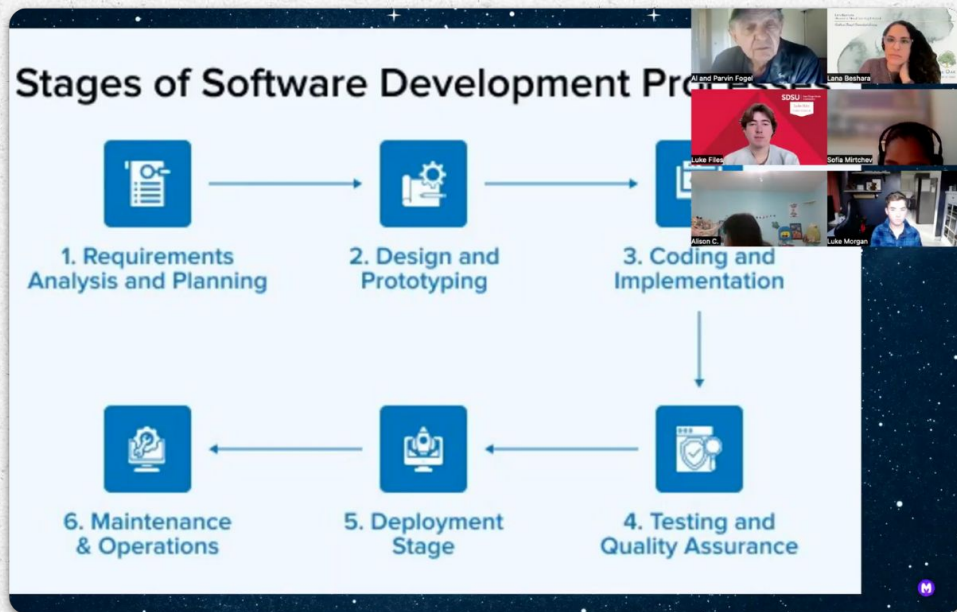 Stages of Software Development Processes
1. Requirements
Analysis and Planning
2. Design and
Prototyping
3. Coding and
Implementation
6. Maintenance
& Operations
5. Deployment
Stage
4. Testing and
Quality Assurance
Al and Parvin Fogel
Lana Beshara
SDSU
Luke Files
Sofia Mirtchev
Alison C.
Luke Morgan
M